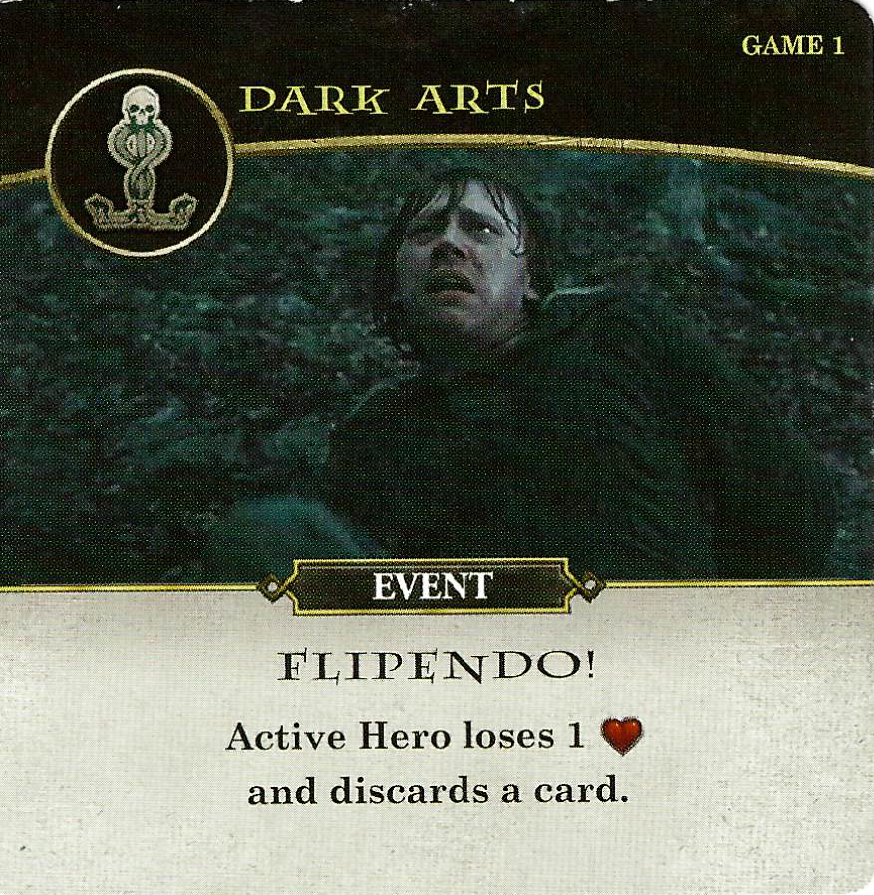 GAME 1
DARK ARTS
EVENT
FLIPENDO!
Active Hero loses 1
and discards a card.